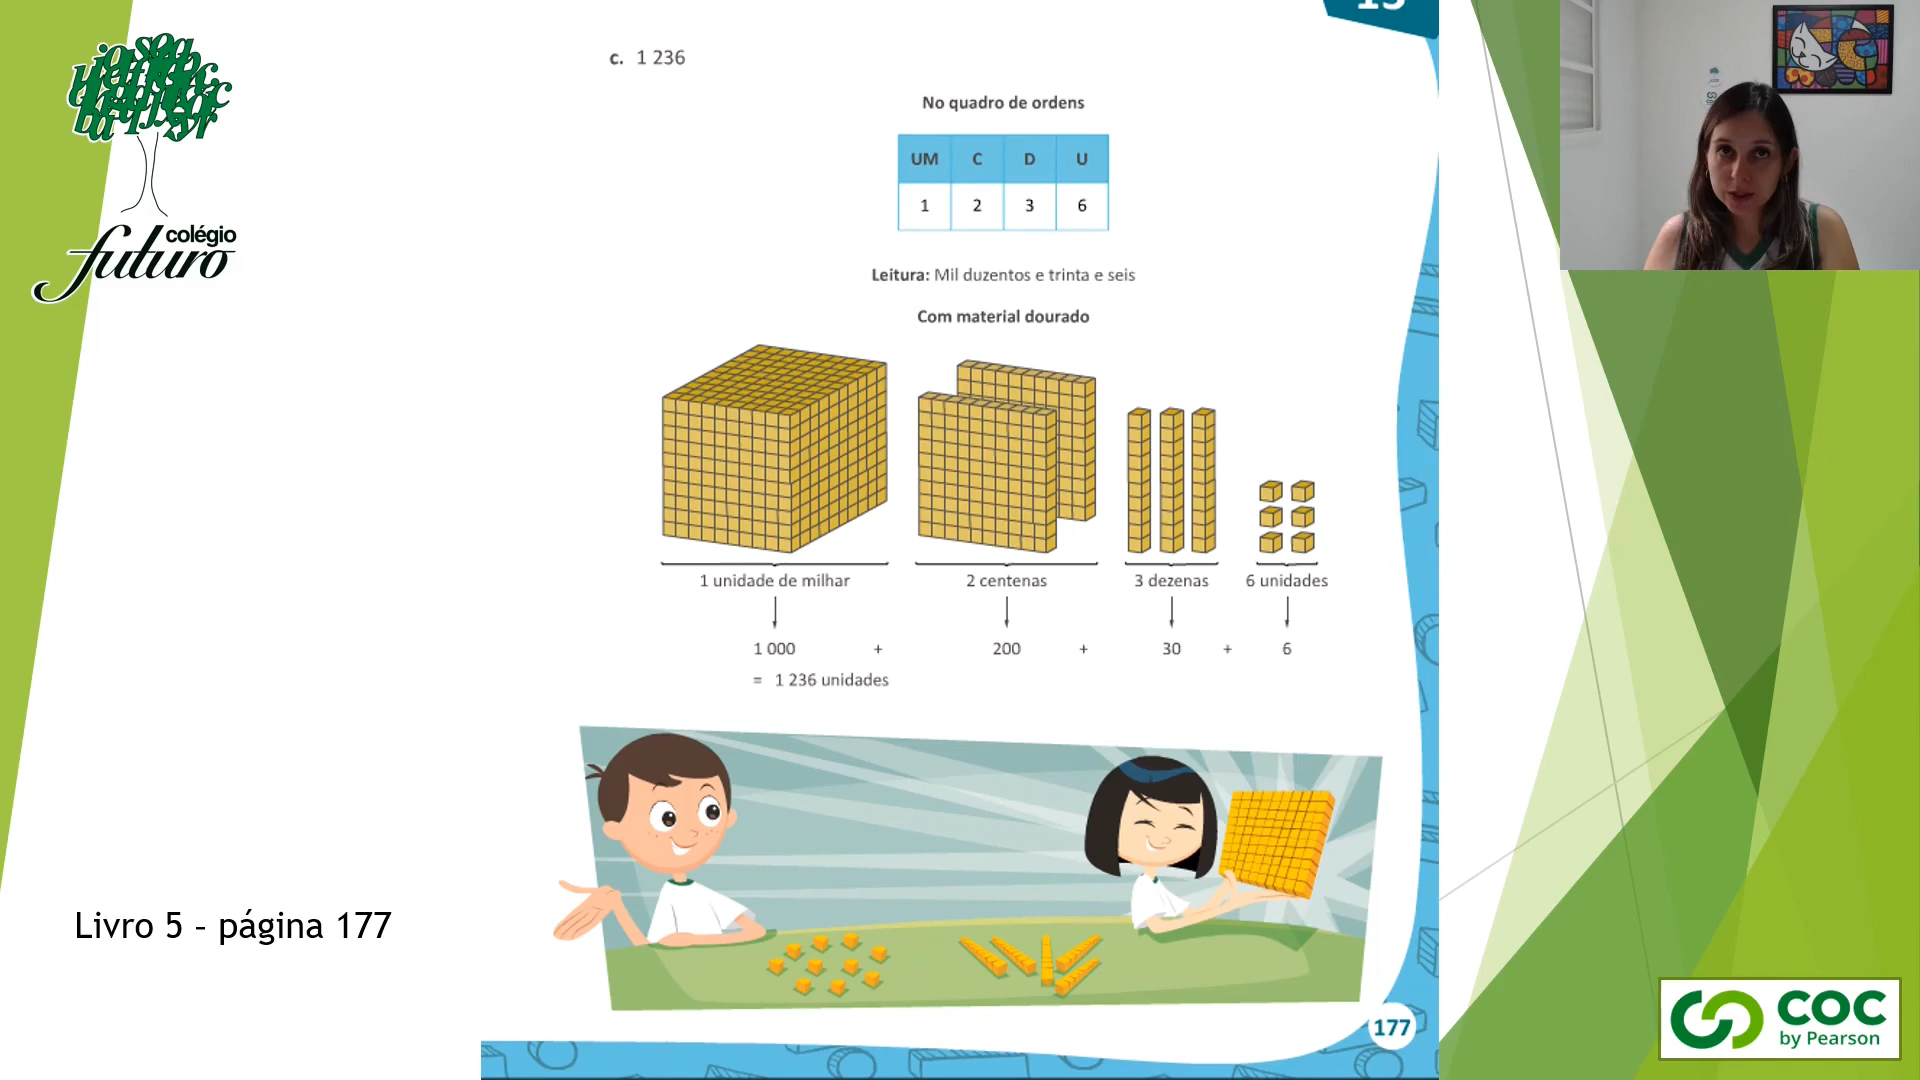 colégio
futuro
13
c. 1 236
No quadro de ordens
UM C D U
1 2 3 6
Leitura: Mil duzentos e trinta e seis
Com material dourado
1 unidade de milhar 2 centenas 3 dezenas 6 unidades
1 000 + 200 + 30 + 6
= 1 236 unidades
Livro 5 - página 177
177
COC
by Pearson